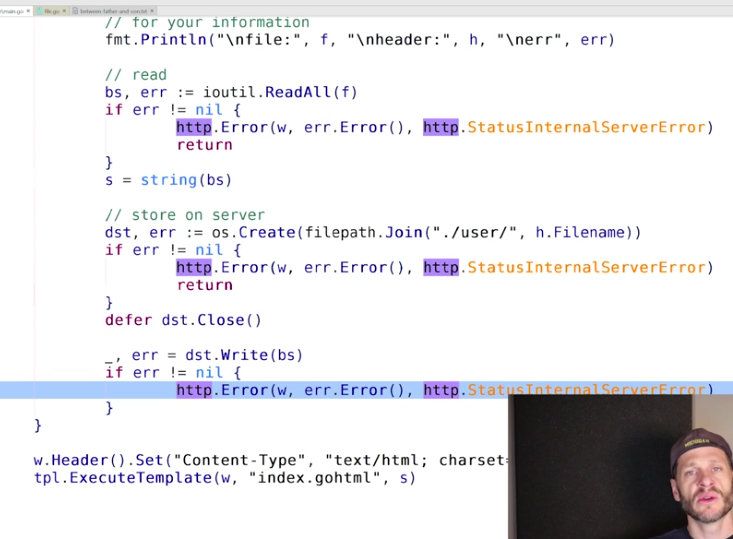 main.go
file.go
between-father-and-son.txt
// for your information
fmt.Println("\nfile:", f, "\nheader:", h, "\nerr", err)
// read
bs, err := ioutil.ReadAll(f)
if err != nil {
http.Error(w, err.Error(), http.StatusInternalServerError)
return
}
s = string(bs)
// store on server
dst, err := os.Create(filepath.Join("./user/", h.Filename))
if err != nil {
http.Error(w, err.Error(), http.StatusInternalServerError)
return
}
defer dst.Close()
_, err = dst.Write(bs)
if err != nil {
http.Error(w, err.Error(), http.StatusInternalServerError)
}
}
w.Header().Set("Content-Type", "text/html; charset=
tpl.ExecuteTemplate(w, "index.gohtml", s)